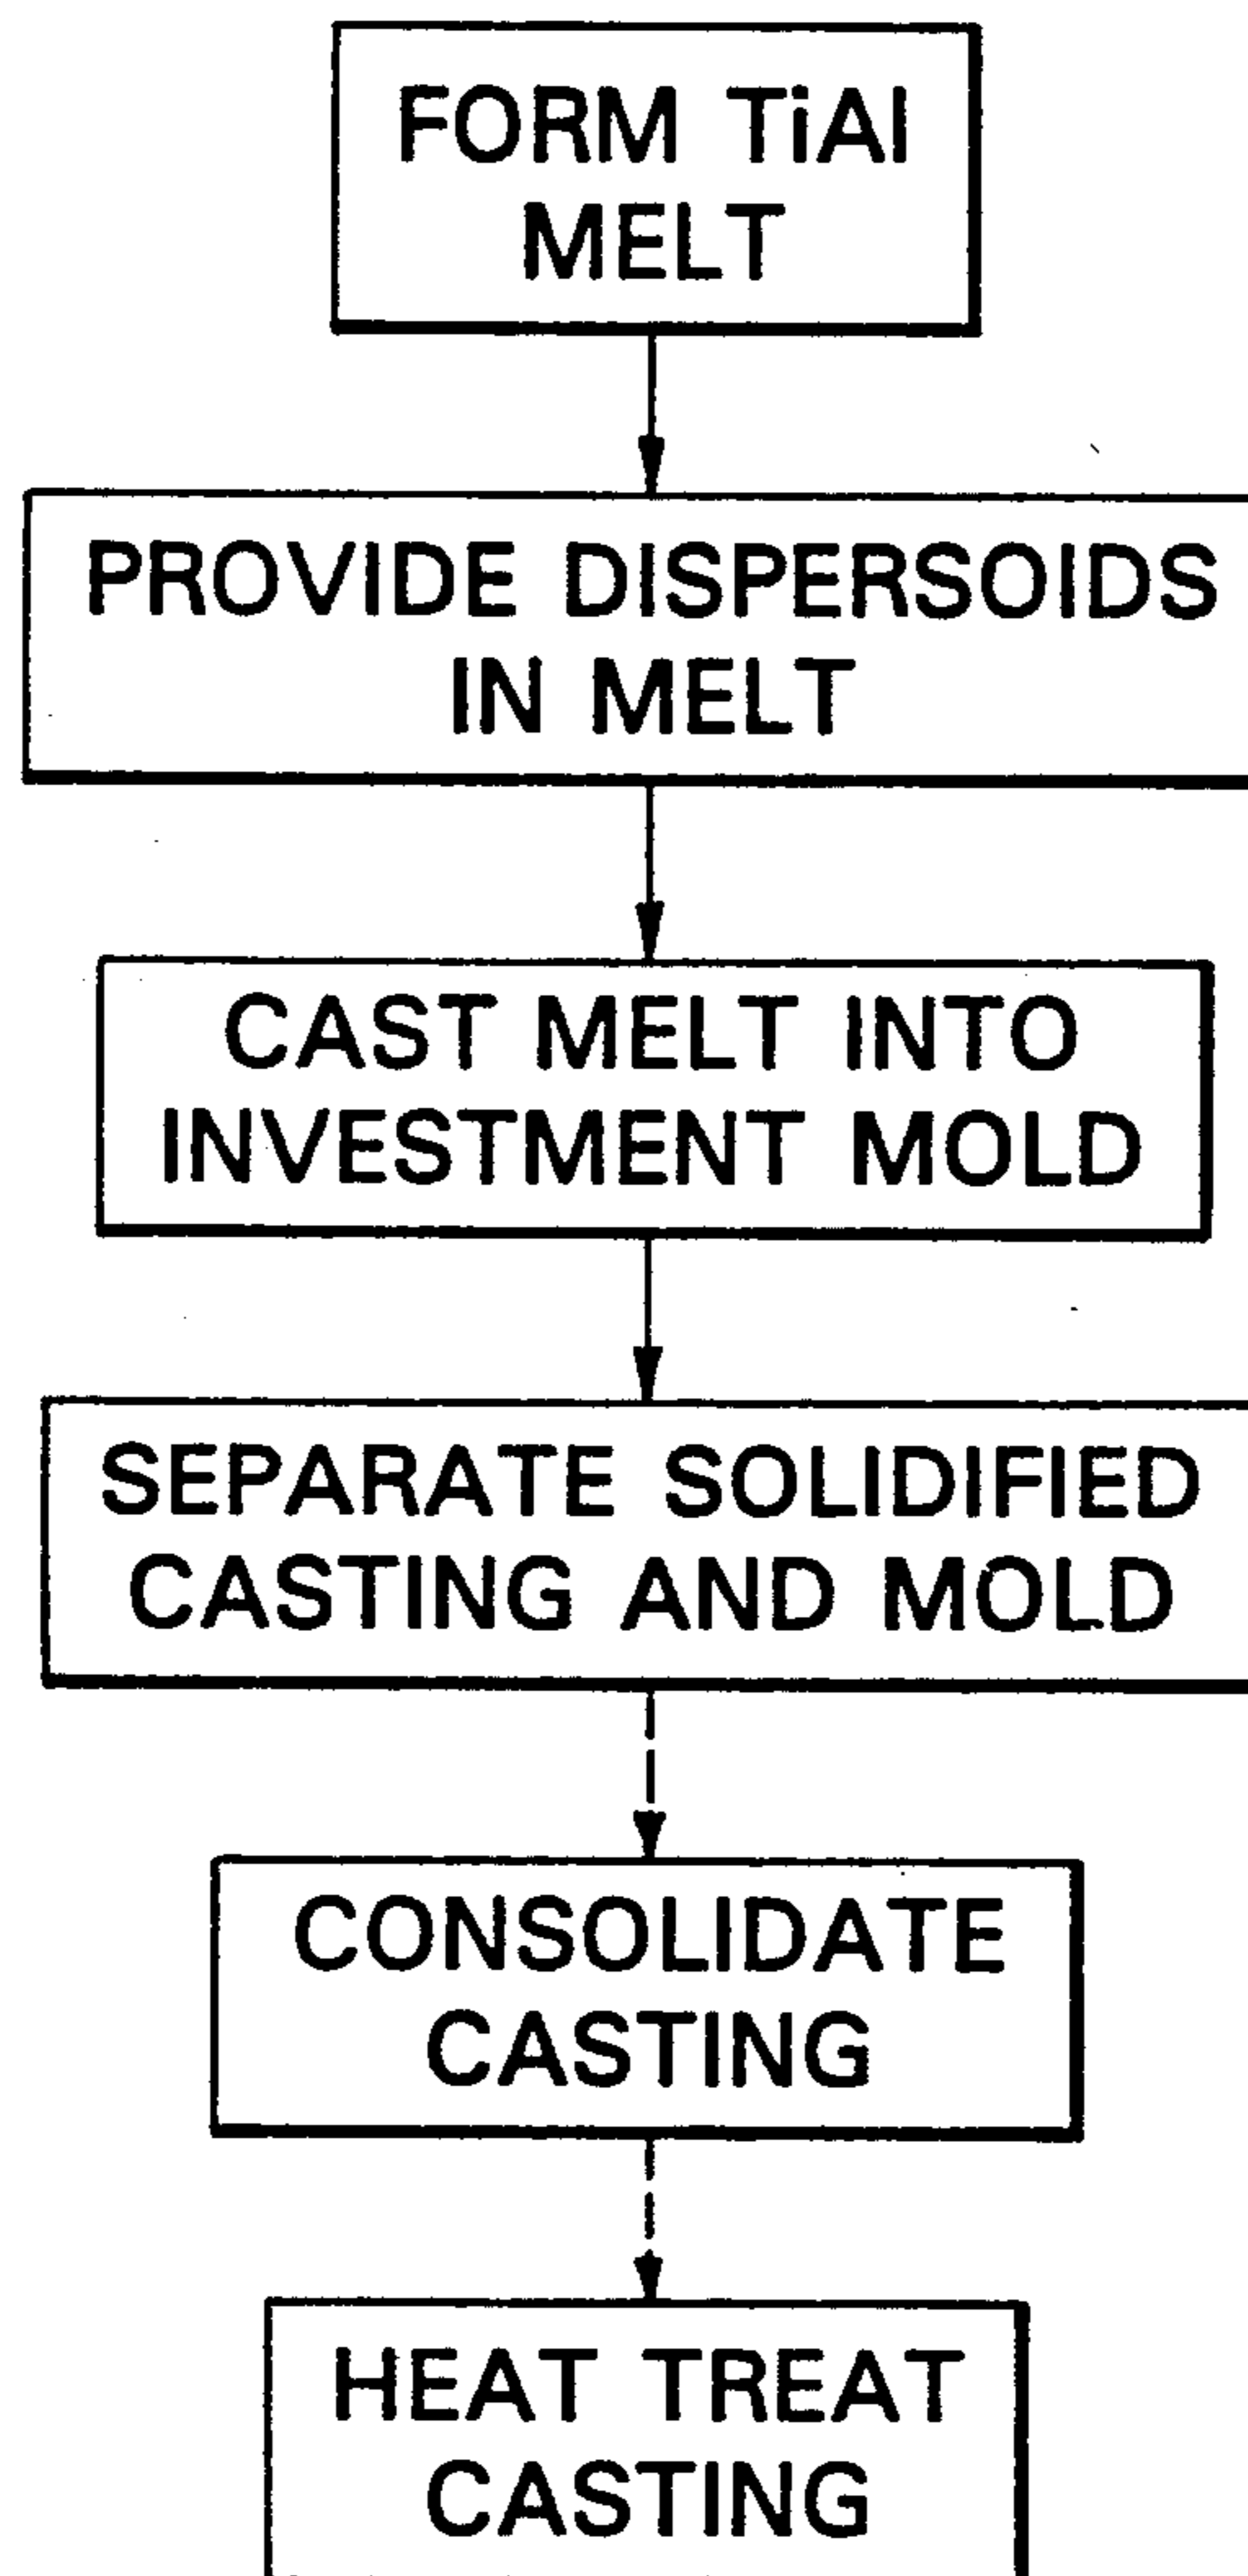 FORM TiAl
MELT
PROVIDE DISPERSOIDS
IN MELT
CAST MELT INTO
INVESTMENT MOLD
SEPARATE SOLIDIFIED
CASTING AND MOLD
CONSOLIDATE
CASTING
HEAT TREAT
CASTING